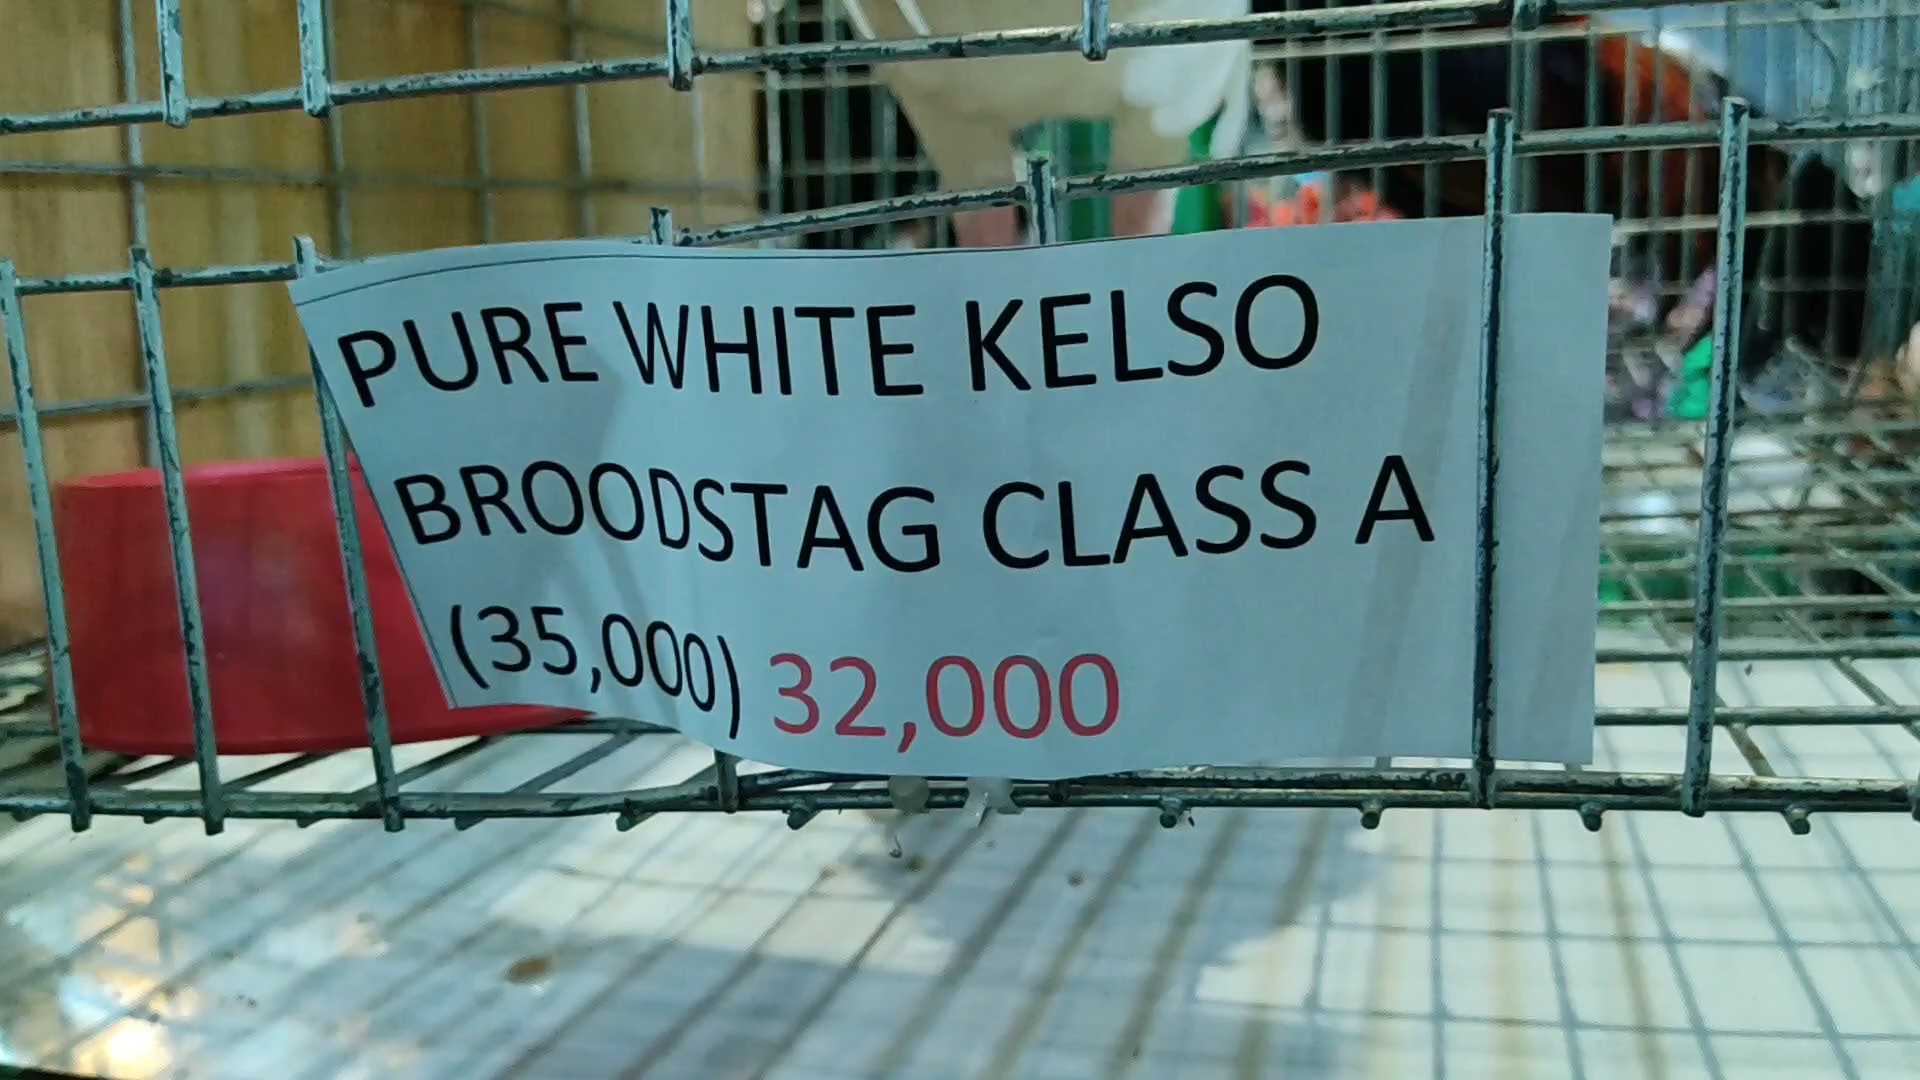 PURE WHITE KELSO
BROODSTAG CLASS A
(35,000) 32,000